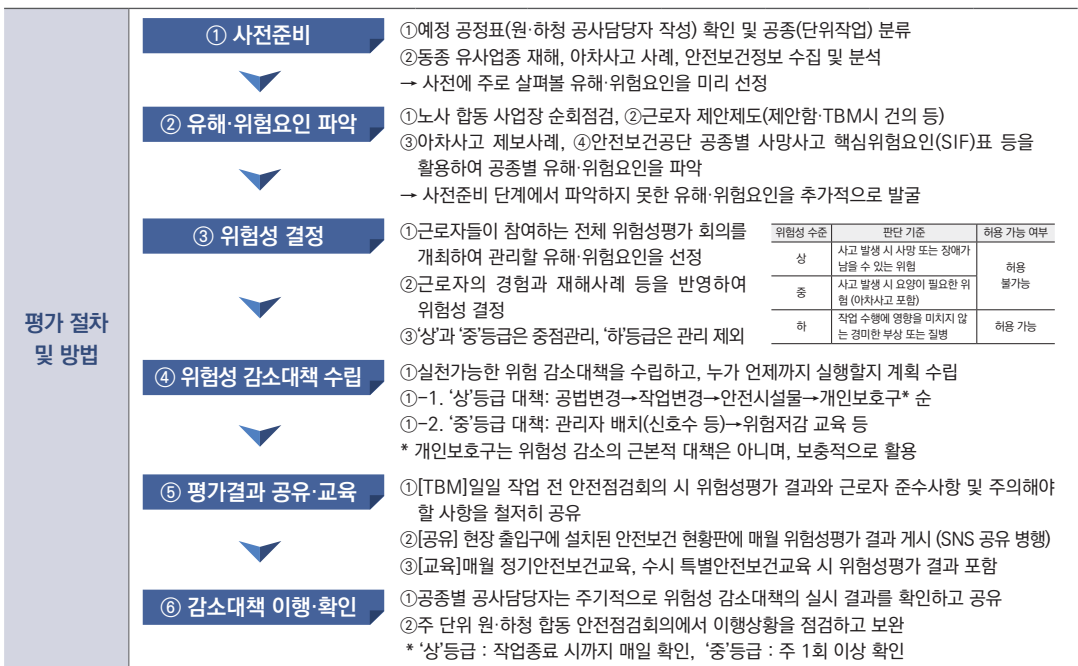 평가 절차
및 방법
① 사전준비
①예정 공정표(원·하청 공사담당자 작성) 확인 및 공종(단위작업) 분류
②동종 유사업종 재해, 아차사고 사례, 안전보건정보 수집 및 분석
→ 사전에 주로 살펴볼 유해·위험요인을 미리 선정
② 유해·위험요인 파악
①노사 합동 사업장 순회점검, ②근로자 제안제도(제안함·TBM시 건의 등)
③아차사고 제보사례, ④안전보건공단 공종별 사망사고 핵심위험요인(SIF)표 등을
활용하여 공종별 유해·위험요인을 파악
→ 사전준비 단계에서 파악하지 못한 유해·위험요인을 추가적으로 발굴
③ 위험성 결정
①근로자들이 참여하는 전체 위험성평가 회의를
개최하여 관리할 유해·위험요인을 선정
②근로자의 경험과 재해사례 등을 반영하여
위험성 결정
③'상'과 '중'등급은 중점관리, '하'등급은 관리 제외
위험성 수준 판단 기준 허용 가능 여부
상
사고 발생 시 사망 또는 장애가
남을 수 있는 위험
중
사고 발생 시 요양이 필요한 위
험 (아차사고 포함)
허용
불가능
하
작업 수행에 영향을 미치지 않
는 경미한 부상 또는 질병
허용 가능
④ 위험성 감소대책 수립
①실천가능한 위험 감소대책을 수립하고, 누가 언제까지 실행할지 계획 수립
①-1. '상'등급 대책: 공법변경→작업변경→안전시설물→개인보호구* 순
①-2. '중'등급 대책: 관리자 배치(신호수 등)→위험저감 교육 등
* 개인보호구는 위험성 감소의 근본적 대책은 아니며, 보충적으로 활용
⑤ 평가결과 공유·교육
①[TBM]일일 작업 전 안전점검회의 시 위험성평가 결과와 근로자 준수사항 및 주의해야
할 사항을 철저히 공유
②[공유] 현장 출입구에 설치된 안전보건 현황판에 매월 위험성평가 결과 게시 (SNS 공유 병행)
③[교육]매월 정기안전보건교육, 수시 특별안전보건교육 시 위험성평가 결과 포함
⑥ 감소대책 이행·확인
①공종별 공사담당자는 주기적으로 위험성 감소대책의 실시 결과를 확인하고 공유
②주 단위 원·하청 합동 안전점검회의에서 이행상황을 점검하고 보완
* '상'등급 : 작업종료 시까지 매일 확인, '중'등급 : 주 1회 이상 확인